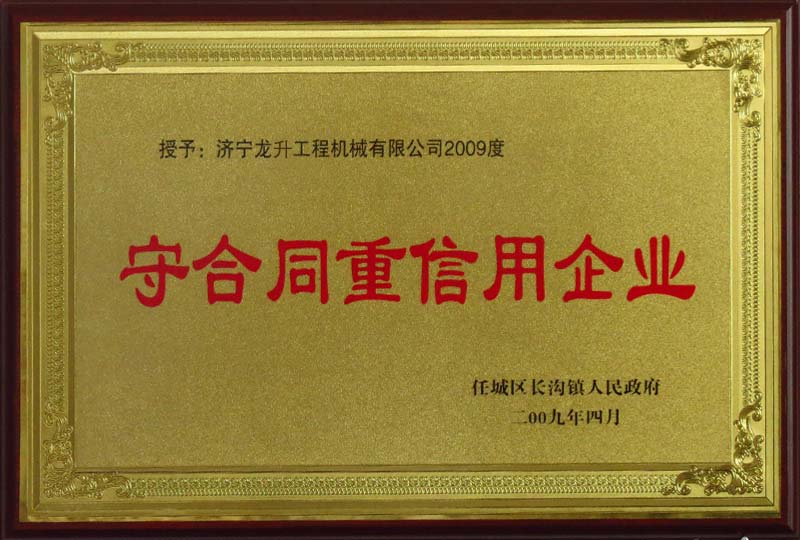 授予：济宁龙升工程机械有限公司2009度
守合同重信用企业
任城区长沟镇人民政府
二00九年四月